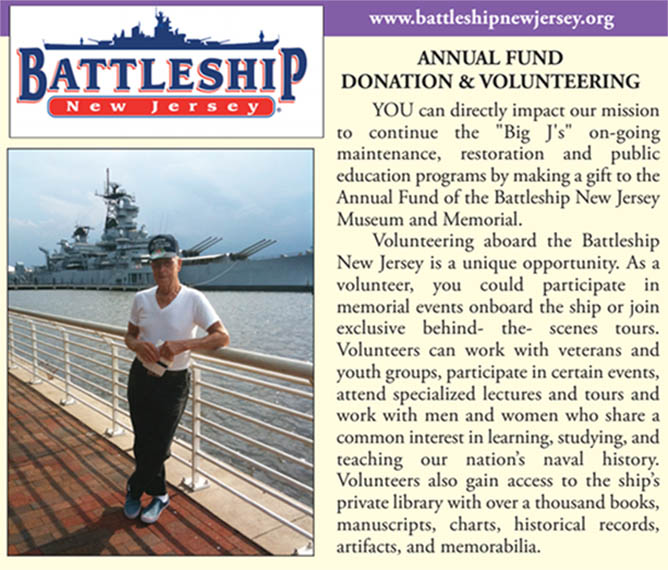 BATTLESHIP
New Jersey
www.battleshipnewjersey.org
ANNUAL FUND
DONATION & VOLUNTEERING
YOU can directly impact our mission
to continue the "Big J's" on-going
maintenance, restoration and public
education programs by making a gift to the
Annual Fund of the Battleship New Jersey
Museum and Memorial.
Volunteering aboard the Battleship
New Jersey is a unique opportunity. As a
volunteer, you could participate in
memorial events onboard the ship or join
exclusive behind- the- scenes tours.
Volunteers can work with veterans and
youth groups, participate in certain events,
attend specialized lectures and tours and
work with men and women who share a
common interest in learning, studying, and
teaching our nation’s naval history.
Volunteers also gain access to the ship’s
private library with over a thousand books,
manuscripts, charts, historical records,
artifacts, and memorabilia.